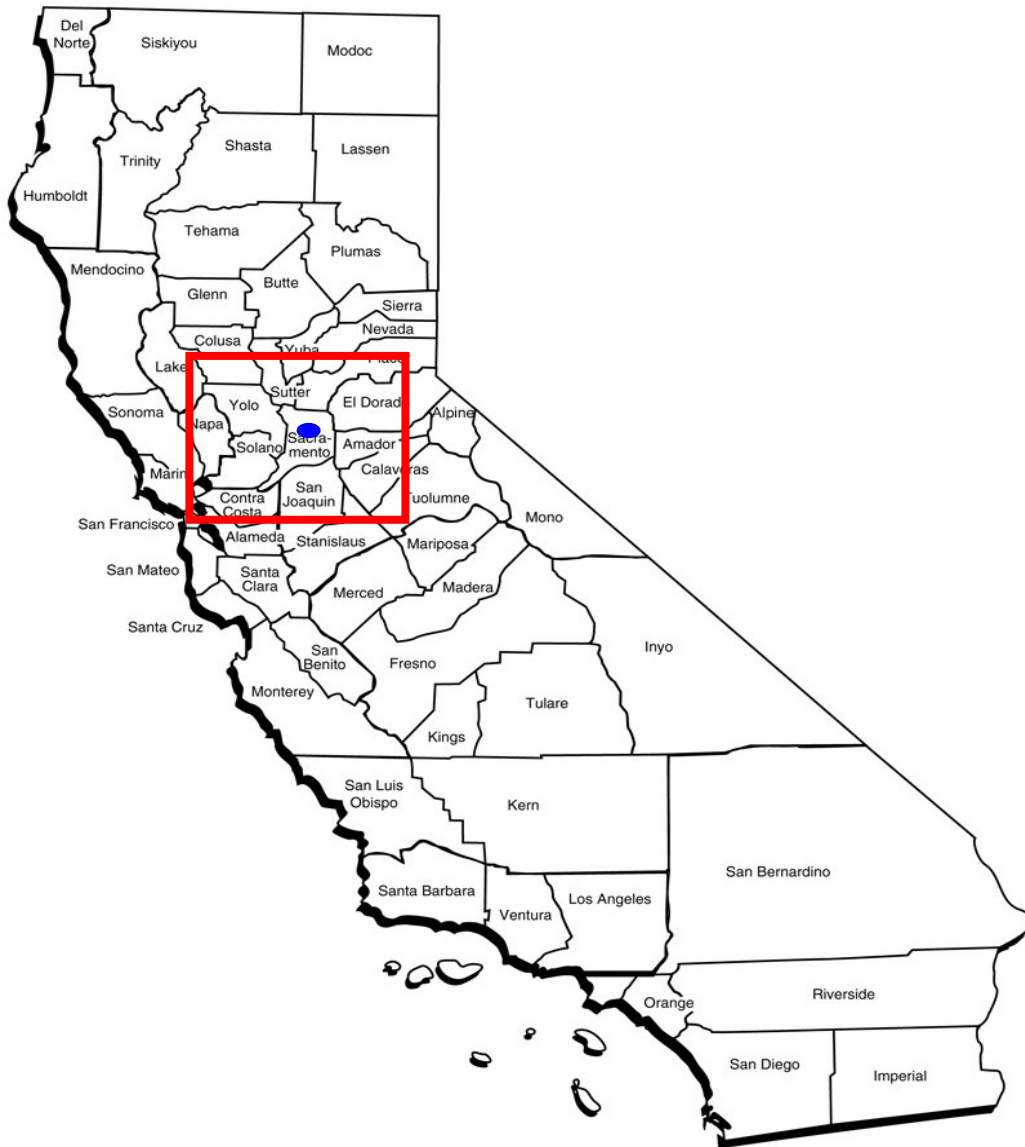 Del
Norte
Siskiyou
Modoc
Trinity
Shasta
Lassen
Humboldt
Tehama
Plumas
Mendocino
Butte
Glenn
Sierra
Nevada
Colusa
Yuba
Lake
Sutter
El Dorad
Yolo
Sonoma
Napa
Alpine
Sacra-
mento
Solano
Amador
Marin
Calaveras
Contra
Costa
San
Joaquin
Tuolumne
Mono
San Francisco
Alameda
Stanislaus
Mariposa
San Mateo
Santa
Clara
Merced
Madera
Santa Cruz
San
Benito
Fresno
Inyo
Monterey
Tulare
Kings
San Luis
Obispo
Kern
San Bernardino
Santa Barbara
Ventura
Los Angeles
Orange
Riverside
San Diego
Imperial